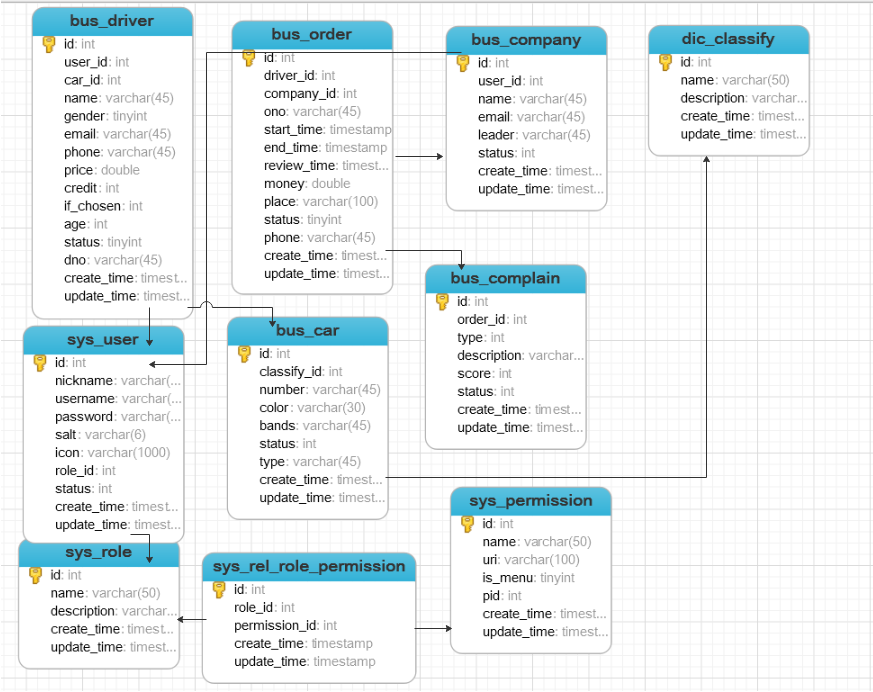 bus_driver
id: int
user_id: int
car_id: int
name: varchar(45)
gender: tinyint
email: varchar(45)
phone: varchar(45)
price: double
credit: int
if_chosen: int
age: int
status: tinyint
dno: varchar(45)
create_time: timest...
update_time: timest...
bus_order
id: int
driver_id: int
company_id: int
ono: varchar(45)
start_time: timestamp
end_time: timestamp
review_time: timest...
money: double
place: varchar(100)
status: tinyint
phone: varchar(45)
create_time: timest...
update_time: timest...
bus_company
id: int
user_id: int
name: varchar(45)
email: varchar(45)
leader: varchar(45)
status: int
create_time: timest...
update_time: timest...
dic_classify
id: int
name: varchar(50)
description: varchar...
create_time: timest...
update_time: timest...
bus_complain
id: int
order_id: int
type: int
description: varchar...
score: int
status: int
create_time: timest...
update_time: timest...
sys_user
id: int
nickname: varchar(...
username: varchar(...
password: varchar(...
salt: varchar(6)
icon: varchar(1000)
role_id: int
status: int
create_time: timest...
update_time: timest...
bus_car
id: int
classify_id: int
number: varchar(45)
color: varchar(30)
bands: varchar(45)
status: int
type: varchar(45)
create_time: timest...
update_time: timest...
sys_role
id: int
name: varchar(50)
description: varchar...
create_time: timest...
update_time: timest...
sys_rel_role_permission
id: int
role_id: int
permission_id: int
create_time: timestamp
update_time: timestamp
sys_permission
id: int
name: varchar(50)
uri: varchar(100)
is_menu: tinyint
pid: int
create_time: timest...
update_time: timest...